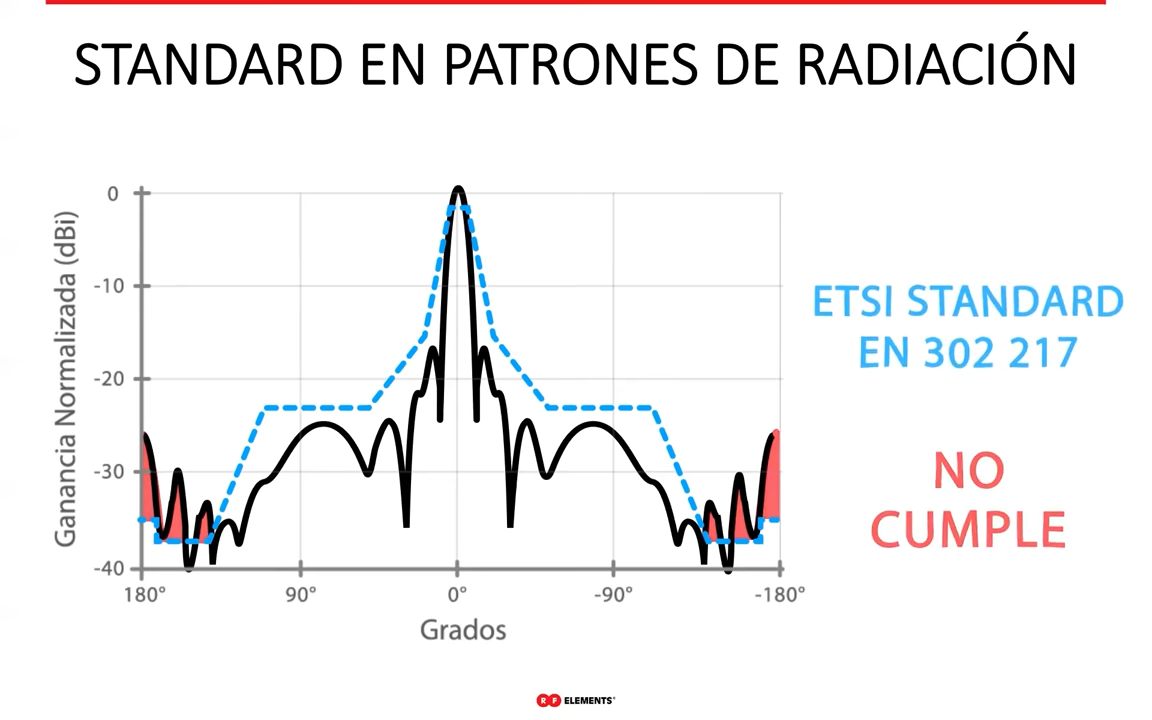 STANDARD EN PATRONES DE RADIACIÓN
Ganancia Normalizada (dBi)
0
-10
-20
-30
-40
180°
90°
0°
-90°
-180°
Grados
ETSI STANDARD
EN 302 217
NO
CUMPLE
RF ELEMENTS